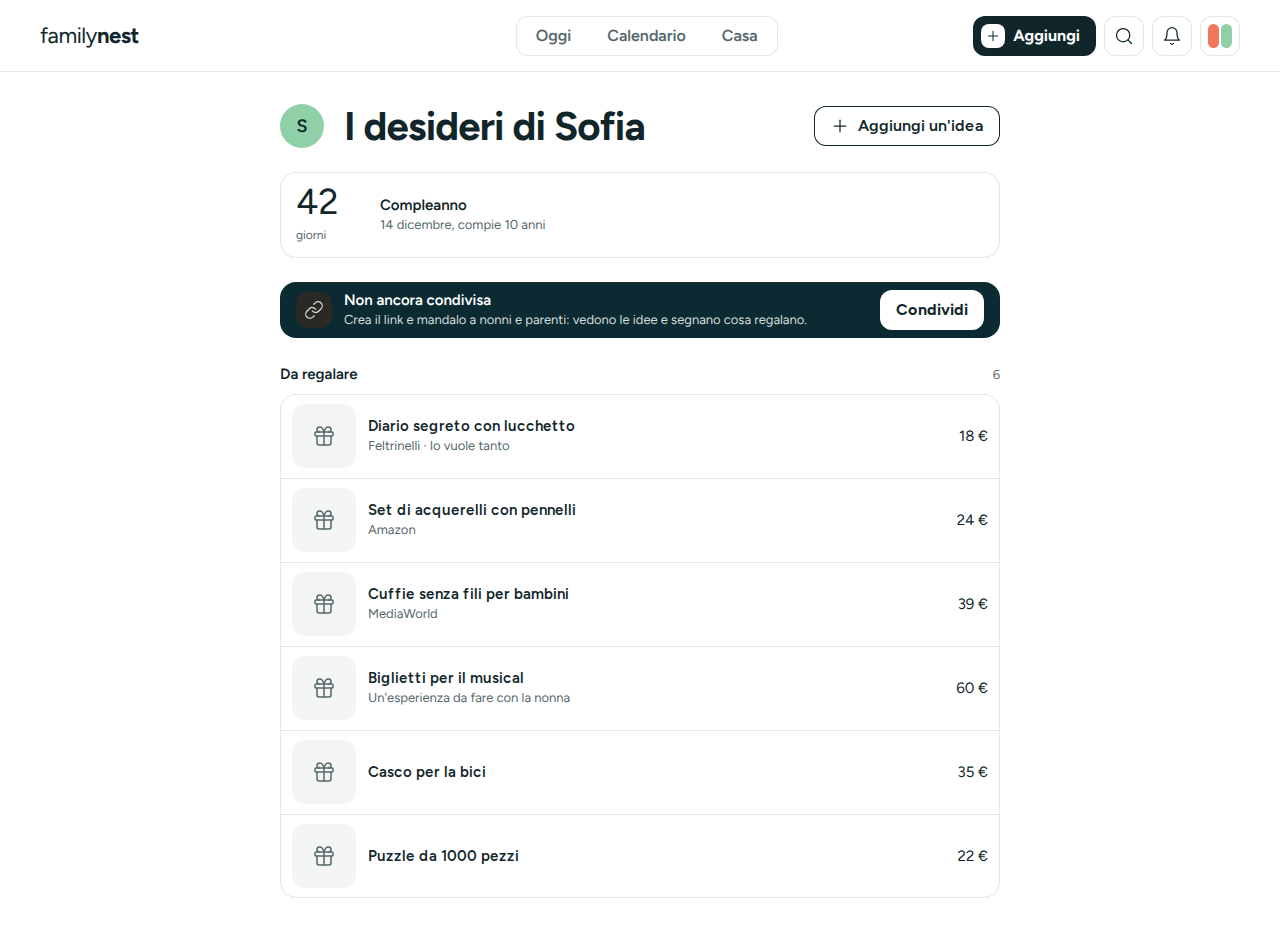 familynest
Oggi
Calendario
Casa
Aggiungi
S
I desideri di Sofia
Aggiungi un'idea
42
giorni
Compleanno
14 dicembre, compie 10 anni
Non ancora condivisa
Crea il link e mandalo a nonni e parenti: vedono le idee e segnano cosa regalano.
Condividi
Da regalare
6
Diario segreto con lucchetto
Feltrinelli · lo vuole tanto
18 €
Set di acquerelli con pennelli
Amazon
24 €
Cuffie senza fili per bambini
MediaWorld
39 €
Biglietti per il musical
Un'esperienza da fare con la nonna
60 €
Casco per la bici
35 €
Puzzle da 1000 pezzi
22 €